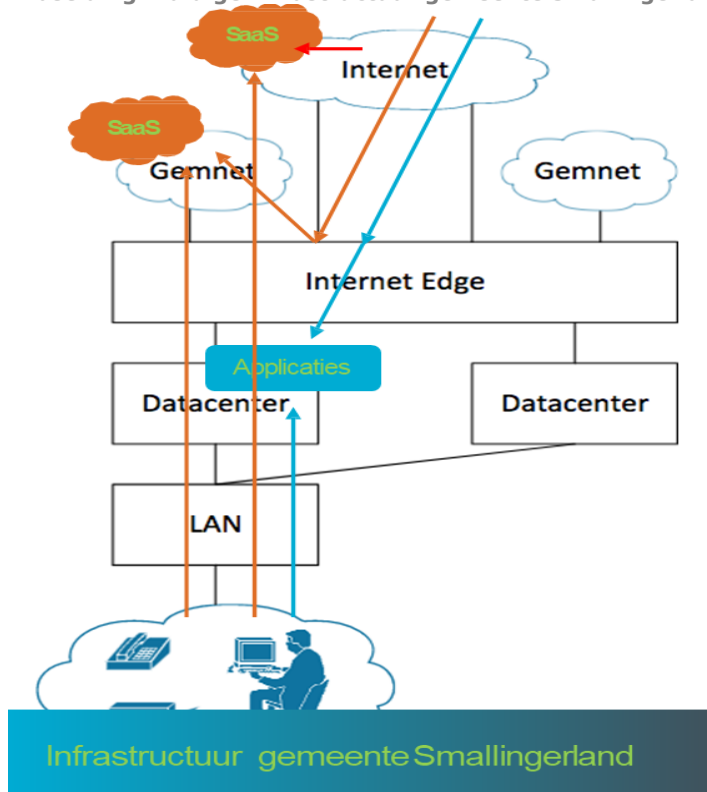 SaaS
Internet
SaaS
Gemnet
Gemnet
Internet Edge
Applicaties
Datacenter
Datacenter
LAN
Infrastructuur gemeente Smallingerland